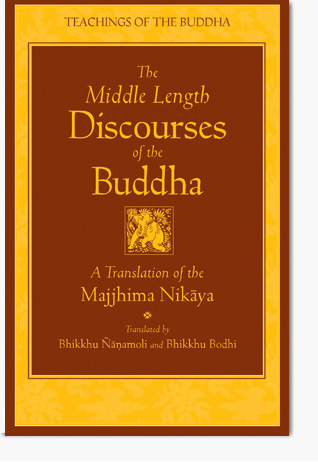 TEACHINGS OF THE BUDDHA
The
Middle Length
Discourses
of the
Buddha
A Translation of the
Majjhima Nikāya
Translated by
Bhikkhu Ñāṇamoli and Bhikkhu Bodhi